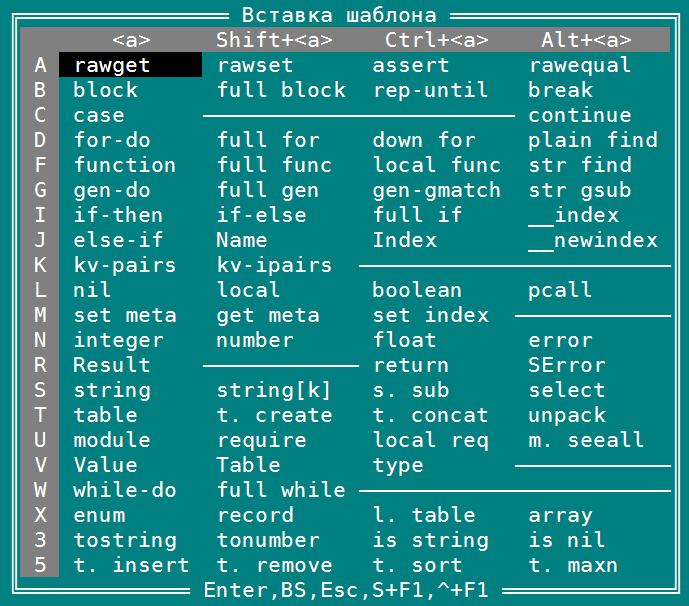 Вставка шаблона
<a> Shift+<a> Ctrl+<a> Alt+<a>
A rawget rawset assert rawequal
B block full block rep-until break
C case continue
D for-do full for down for plain find
F function full func local func str find
G gen-do full gen gen-gmatch str gsub
I if-then if-else full if __index
J else-if Name Index __newindex
K kv-pairs kv-ipairs
L nil local boolean pcall
M set meta get meta set index
N integer number float error
R Result return SError
S string string[k] s. sub select
T table t. create t. concat unpack
U module require local req m. seeall
V Value Table type
W while-do full while
X enum record l. table array
3 tostring tonumber is string is nil
5 t. insert t. remove t. sort t. maxn
Enter,BS,Esc,S+F1,^+F1